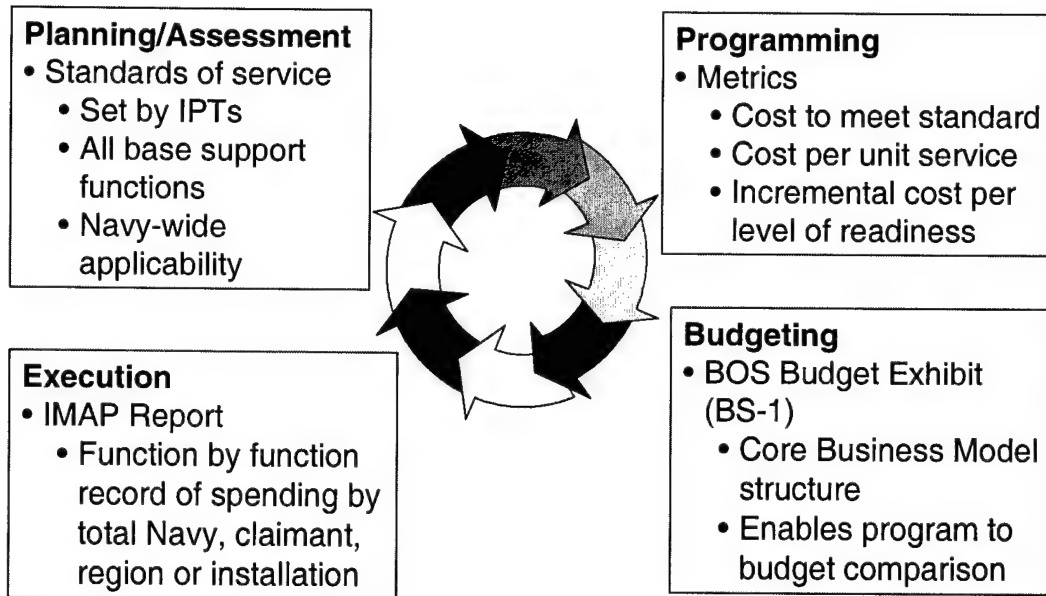 Planning/Assessment
• Standards of service
• Set by IPTs
• All base support
functions
• Navy-wide
applicability
Programming
• Metrics
• Cost to meet standard
• Cost per unit service
• Incremental cost per
level of readiness
Execution
• IMAP Report
• Function by function
record of spending by
total Navy, claimant,
region or installation
Budgeting
• BOS Budget Exhibit
(BS-1)
• Core Business Model
structure
• Enables program to
budget comparison